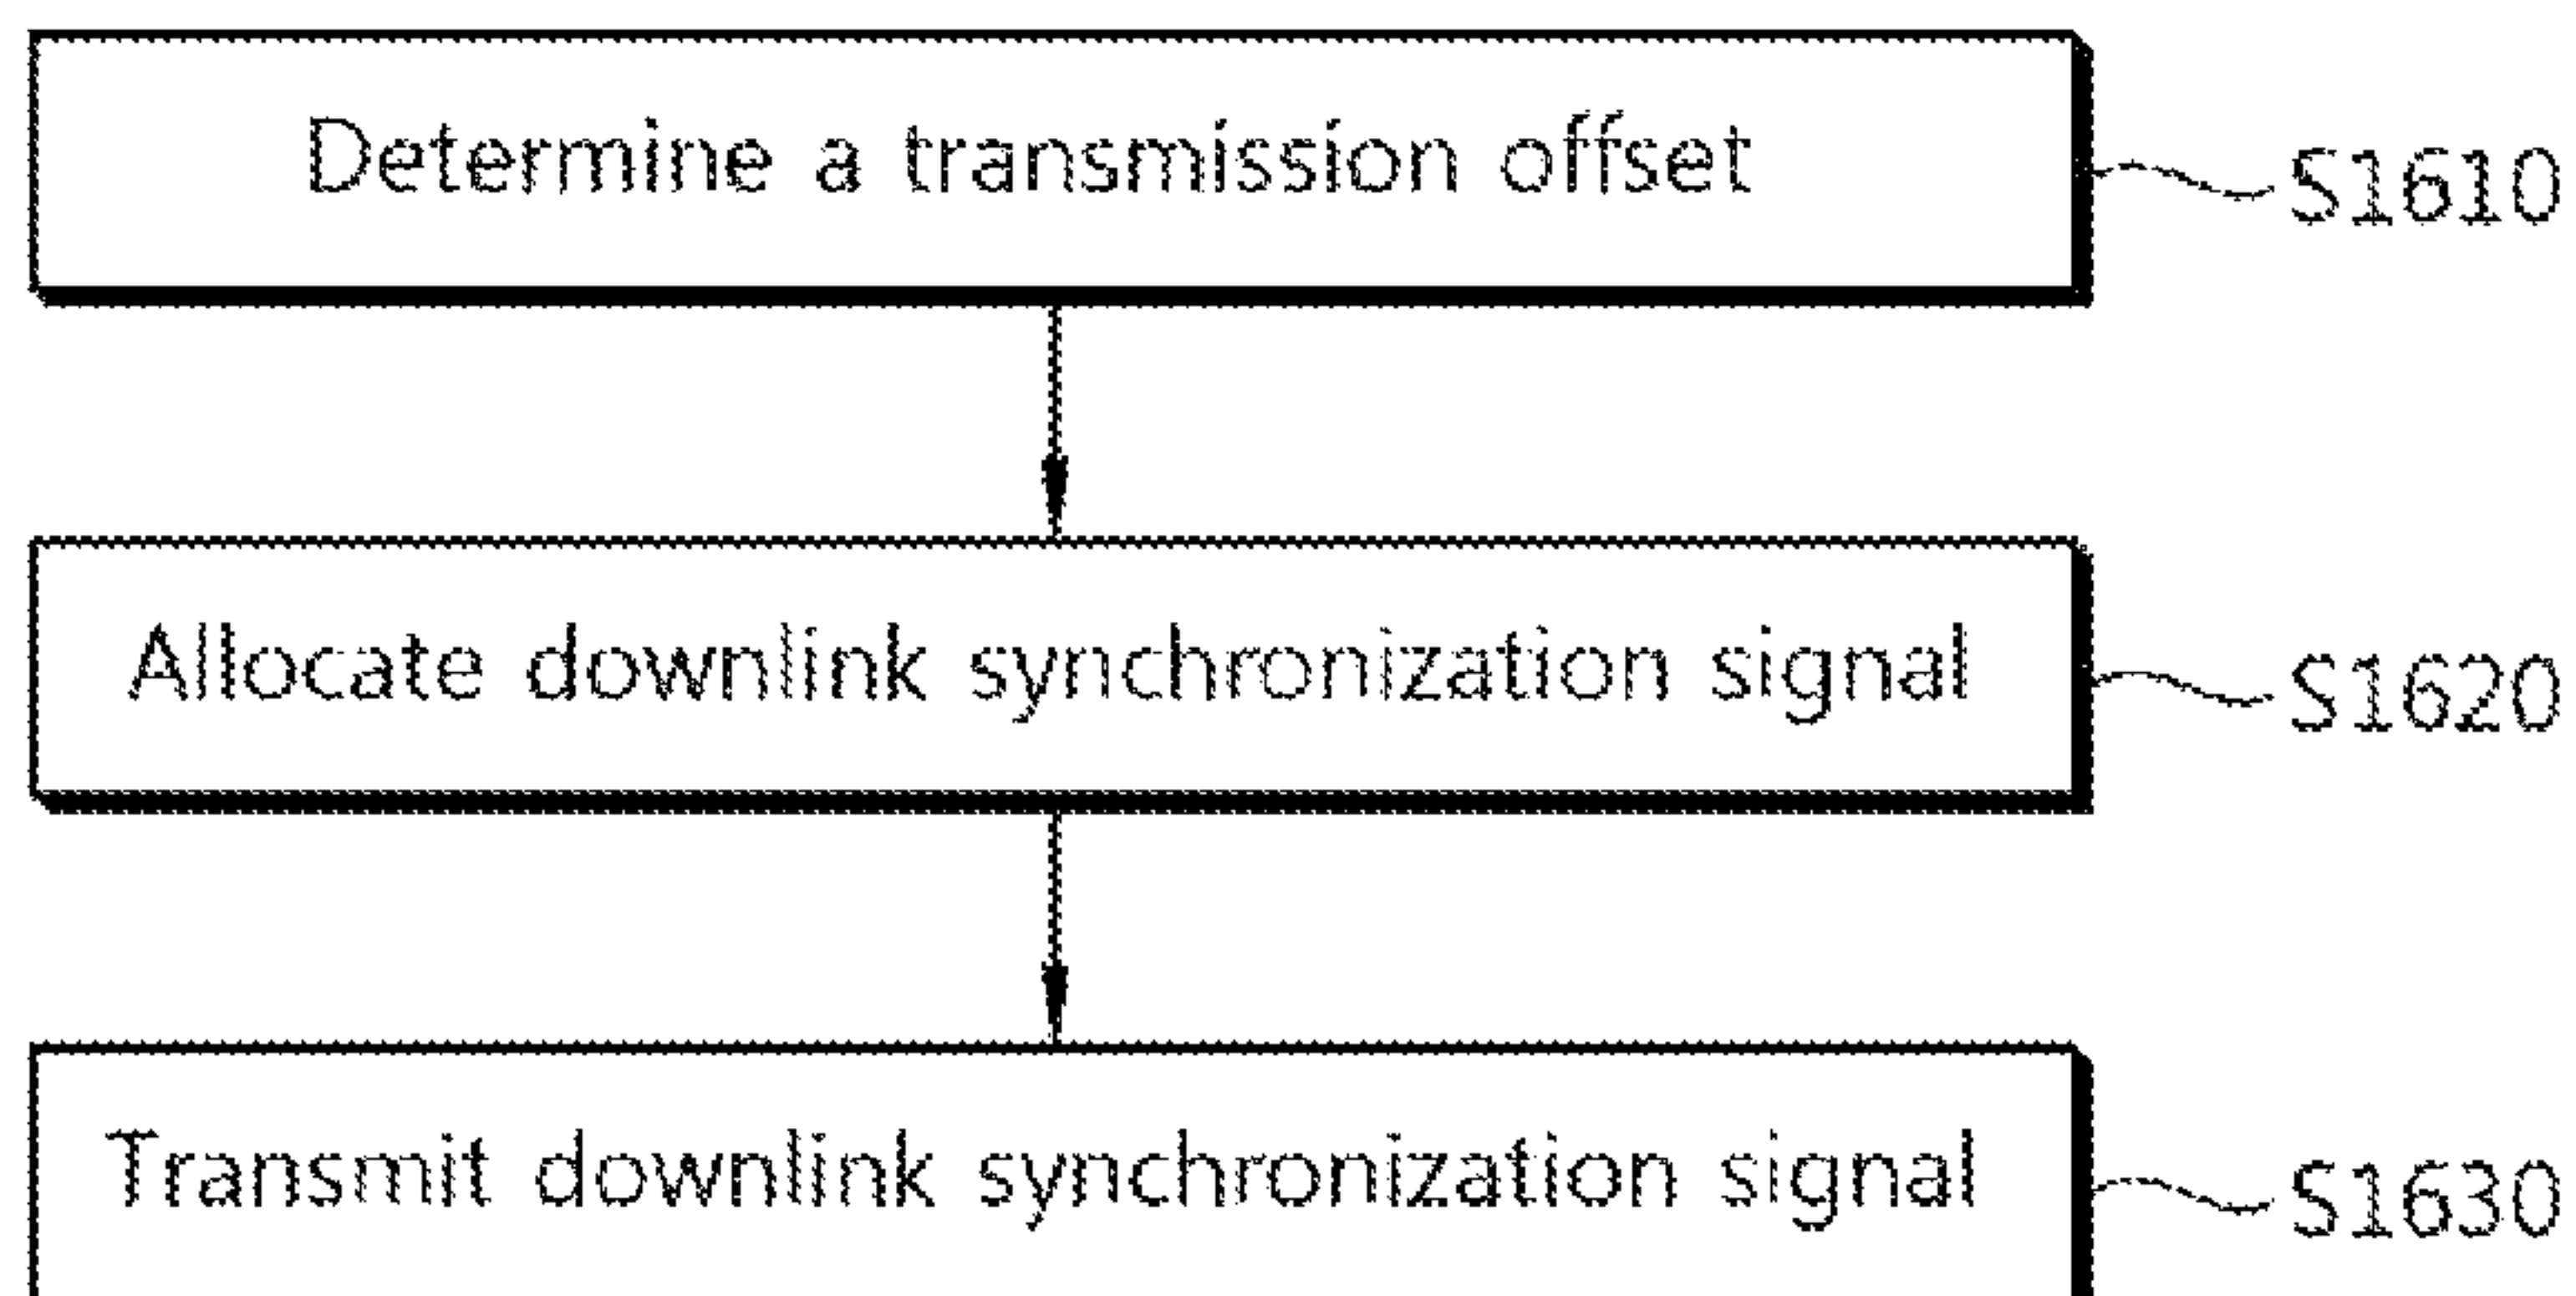 Determine a transmission offset
S1610
Allocate downlink synchronization signal
S1620
Transmit downlink synchronization signal
S1630